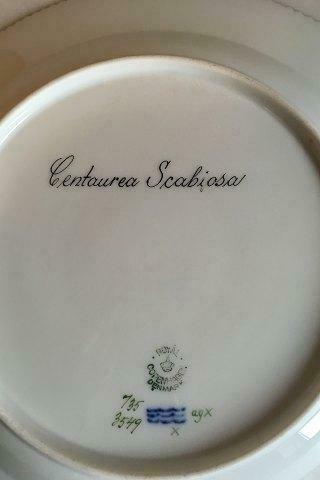 Centaurea Scabiosa
ROYAL
COPENHAGEN
DENMARK
735
3549
agx
x